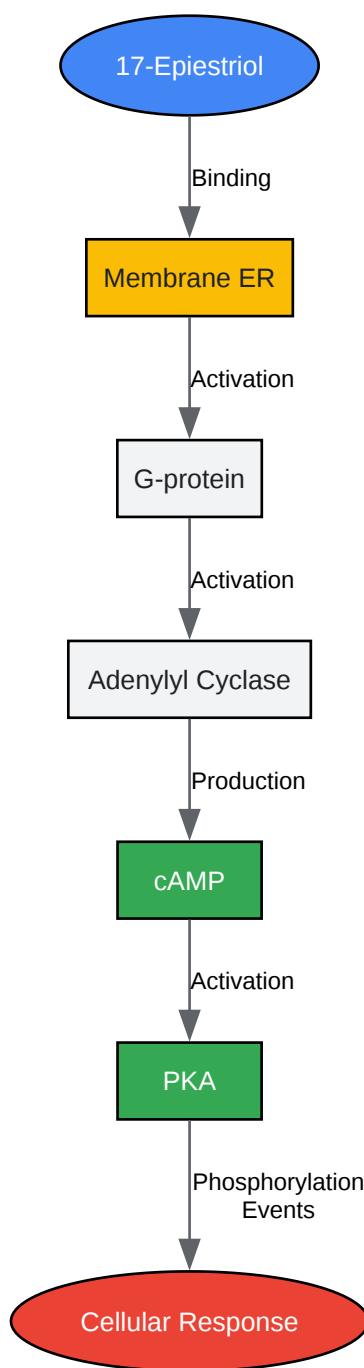 17-Epiestriol
Binding
Membrane ER
Activation
G-protein
Activation
Adenylyl Cyclase
Production
cAMP
Activation
PKA
Phosphorylation
Events
Cellular Response